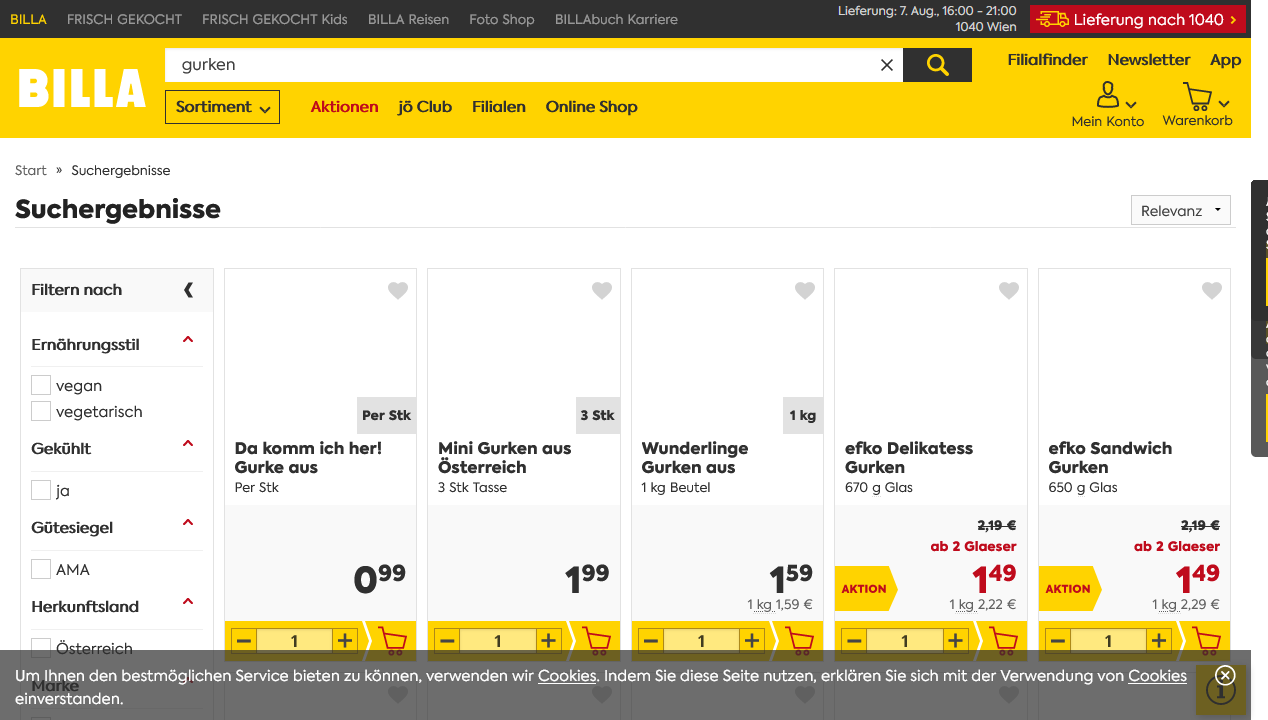 BILLA FRISCH GEKOCHT FRISCH GEKOCHT Kids BILLA Reisen Foto Shop BILLAbuch Karriere
Lieferung: 7. Aug., 16:00 - 21:00
1040 Wien
Lieferung nach 1040
BILLA
gurken
Filialfinder Newsletter App
Sortiment Aktionen jö Club Filialen Online Shop
Mein Konto Warenkorb
Start » Suchergebnisse
Suchergebnisse
Relevanz
Filtern nach
Ernährungsstil
vegan
vegetarisch
Gekühlt
ja
Gütesiegel
AMA
Herkunftsland
Österreich
Marke
Per Stk
Da komm ich her!
Gurke aus
Per Stk
0 99
1
3 Stk
Mini Gurken aus
Österreich
3 Stk Tasse
1 99
1
1 kg
Wunderlinge
Gurken aus
1 kg Beutel
1 59
1 kg 1,59 €
1
efko Delikatess
Gurken
670 g Glas
2,19 €
ab 2 Glaeser
AKTION
1 49
1 kg 2,22 €
1
efko Sandwich
Gurken
650 g Glas
2,19 €
ab 2 Glaeser
AKTION
1 49
1 kg 2,29 €
1
Um Ihnen den bestmöglichen Service bieten zu können, verwenden wir Cookies. Indem Sie diese Seite nutzen, erklären Sie sich mit der Verwendung von Cookies
einverstanden.